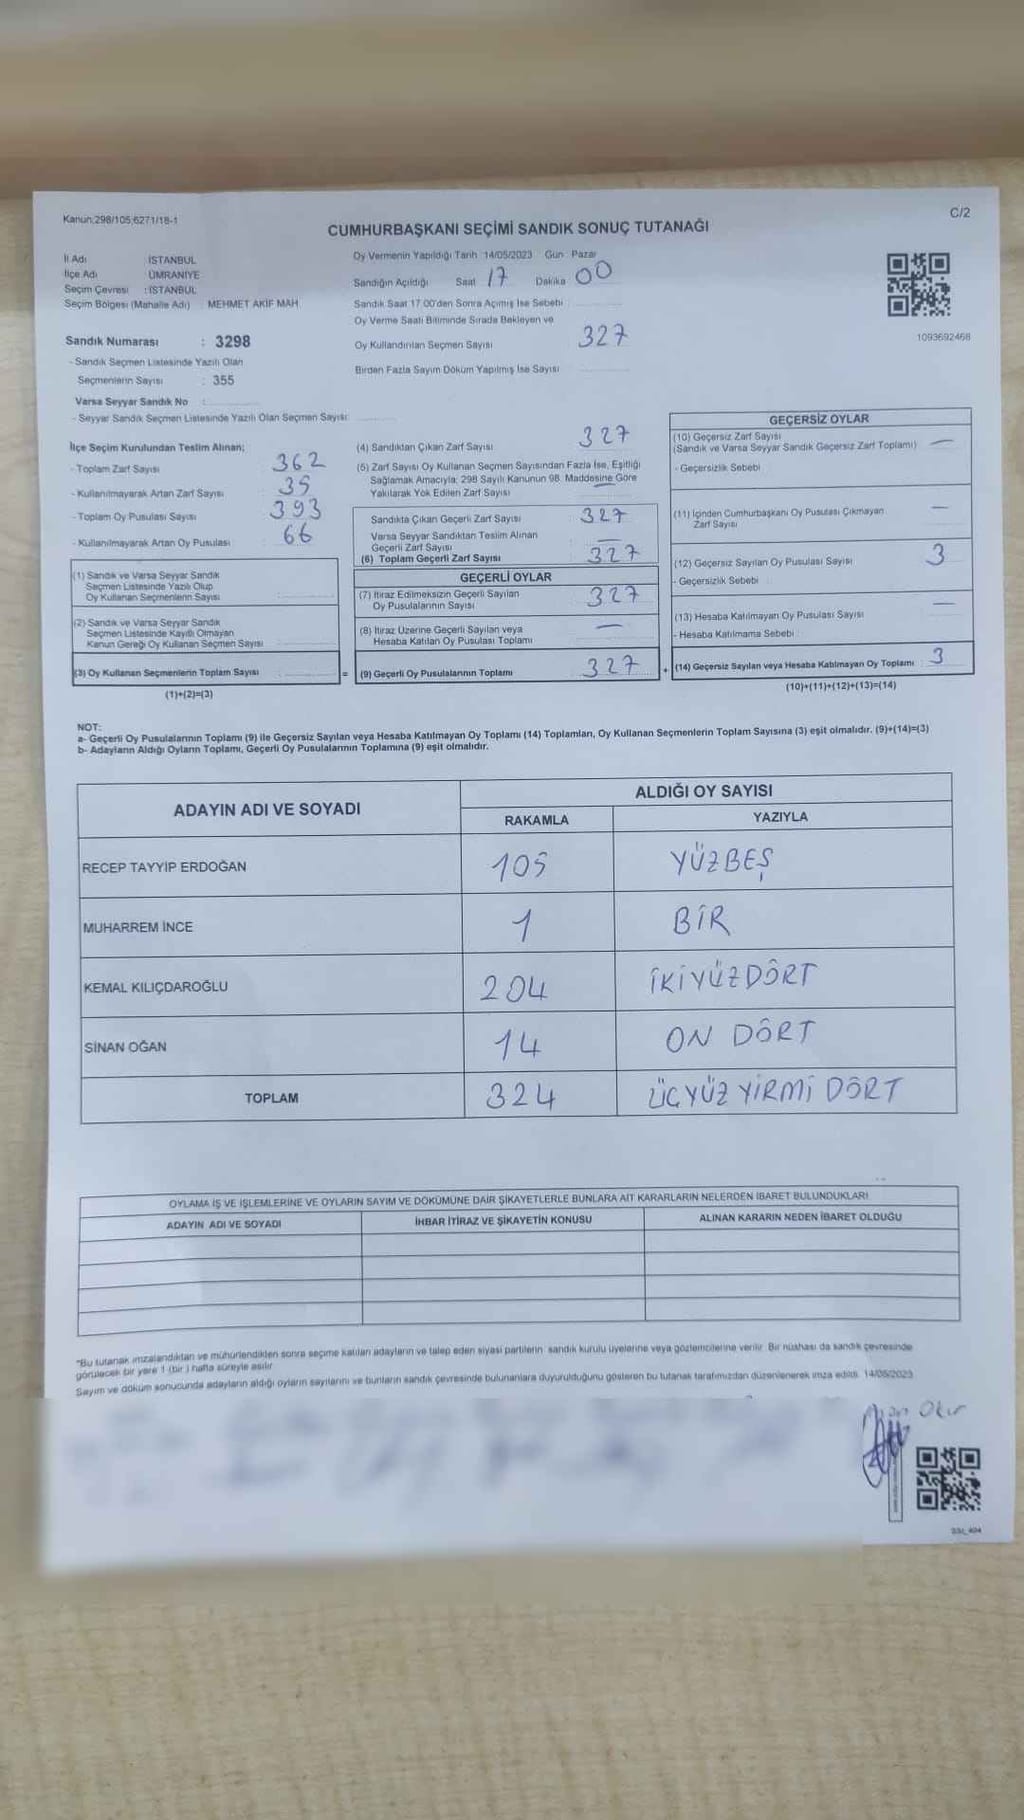 Kanun:298/105;6271/18-1
C/2
CUMHURBAŞKANI SEÇİMİ SANDIK SONUÇ TUTANAĞI
İl Adı İSTANBUL
İlçe Adı ÜMRANİYE
Seçim Çevresi : İSTANBUL
Seçim Bölgesi (Mahalle Adı) MEHMET AKİF MAH.
Sandık Numarası : 3298
- Sandık Seçmen Listesinde Yazılı Olan
Seçmenlerin Sayısı : 355
Varsa Seyyar Sandık No :
- Seyyar Sandık Seçmen Listesinde Yazılı Olan Seçmen Sayısı
Oy Vermenin Yapıldığı Tarih 14/05/2023 Gün : Pazar
Sandığın Açıldığı Saat 17 Dakika 00
Sandık Saat 17.00'den Sonra Açılmış İse Sebebi
Oy Verme Saati Bitiminde Sırada Bekleyen ve
Oy Kullandırılan Seçmen Sayısı 327
Birden Fazla Sayım Döküm Yapılmış İse Sayısı
1093692468
İlçe Seçim Kurulundan Teslim Alınan;
- Toplam Zarf Sayısı 362
- Kullanılmayarak Artan Zarf Sayısı 35
- Toplam Oy Pusulası Sayısı 393
- Kullanılmayarak Artan Oy Pusulası 66
(1) Sandık ve Varsa Seyyar Sandık
Seçmen Listesinde Yazılı Olup
Oy Kullanan Seçmenlerin Sayısı
(2) Sandık ve Varsa Seyyar Sandık
Seçmen Listesinde Kayıtlı Olmayan
Kanun Gereği Oy Kullanan Seçmen Sayısı
(3) Oy Kullanan Seçmenlerin Toplam Sayısı
(1)+(2)=(3)
(4) Sandıktan Çıkan Zarf Sayısı 327
(5) Zarf Sayısı Oy Kullanan Seçmen Sayısından Fazla İse, Eşitliği
Sağlamak Amacıyla; 298 Sayılı Kanunun 98. Maddesine Göre
Yakılarak Yok Edilen Zarf Sayısı —
Sandıkta Çıkan Geçerli Zarf Sayısı 327
Varsa Seyyar Sandıktan Teslim Alınan
Geçerli Zarf Sayısı —
(6) Toplam Geçerli Zarf Sayısı 327
GEÇERLİ OYLAR
(7) İtiraz Edilmeksizin Geçerli Sayılan
Oy Pusulalarının Sayısı 327
(8) İtiraz Üzerine Geçerli Sayılan veya
Hesaba Katılan Oy Pusulası Toplamı —
= (9) Geçerli Oy Pusulalarının Toplamı 327 +
GEÇERSİZ OYLAR
(10) Geçersiz Zarf Sayısı
(Sandık ve Varsa Seyyar Sandık Geçersiz Zarf Toplamı) —
- Geçersizlik Sebebi
(11) İçinden Cumhurbaşkanı Oy Pusulası Çıkmayan
Zarf Sayısı —
(12) Geçersiz Sayılan Oy Pusulası Sayısı 3
- Geçersizlik Sebebi
(13) Hesaba Katılmayan Oy Pusulası Sayısı —
- Hesaba Katılmama Sebebi
(14) Geçersiz Sayılan veya Hesaba Katılmayan Oy Toplamı 3
(10)+(11)+(12)+(13)=(14)
NOT:
a- Geçerli Oy Pusulalarının Toplamı (9) ile Geçersiz Sayılan veya Hesaba Katılmayan Oy Toplamı (14) Toplamları, Oy Kullanan Seçmenlerin Toplam Sayısına (3) eşit olmalıdır. (9)+(14)=(3)
b- Adayların Aldığı Oyların Toplamı, Geçerli Oy Pusulalarının Toplamına (9) eşit olmalıdır.
ADAYIN ADI VE SOYADI
ALDIĞI OY SAYISI
RAKAMLA YAZIYLA
RECEP TAYYİP ERDOĞAN 105 YÜZBEŞ
MUHARREM İNCE 1 BİR
KEMAL KILIÇDAROĞLU 204 İKİYÜZDÖRT
SİNAN OĞAN 14 ON DÖRT
TOPLAM 324 ÜÇYÜZ YİRMİ DÖRT
OYLAMA İŞ VE İŞLEMLERİNE VE OYLARIN SAYIM VE DÖKÜMÜNE DAİR ŞİKAYETLERLE BUNLARA AİT KARARLARIN NELERDEN İBARET BULUNDUKLARI
ADAYIN ADI VE SOYADI İHBAR İTİRAZ VE ŞİKAYETİN KONUSU ALINAN KARARIN NEDEN İBARET OLDUĞU
"Bu tutanak imzalandıktan ve mühürlendikten sonra seçime katılan adayların ve talep eden siyasi partilerin sandık kurulu üyelerine veya gözlemcilerine verilir. Bir nüshası da sandık çevresinde
görülecek bir yere 1 (bir) hafta süreyle asılır.
Sayım ve döküm sonucunda adayların aldığı oyların sayılarını ve bunların sandık çevresinde bulunanlara duyurulduğunu gösteren bu tutanak tarafımızdan düzenlenerek imza edildi. 14/05/2023